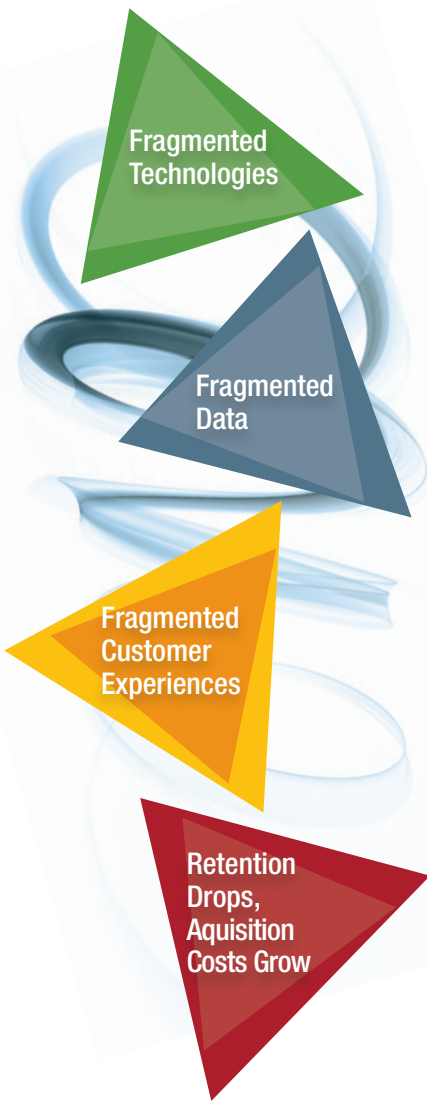 Fragmented
Technologies
Fragmented
Data
Fragmented
Customer
Experiences
Retention
Drops,
Aquisition
Costs Grow